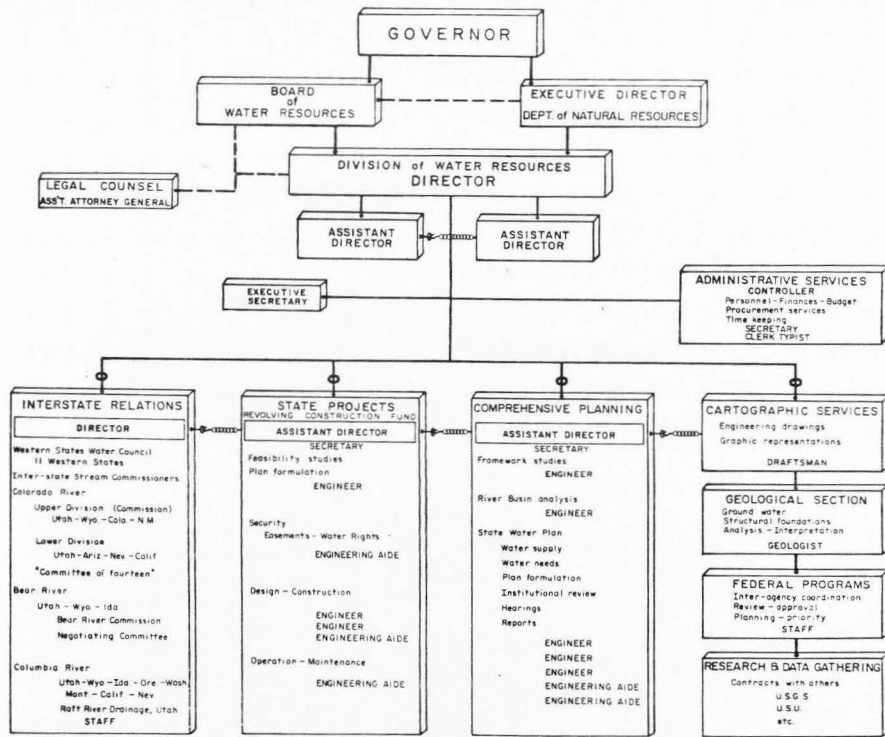 GOVERNOR
BOARD
of
WATER RESOURCES
EXECUTIVE DIRECTOR
DEPT. of NATURAL RESOURCES
DIVISION of WATER RESOURCES
DIRECTOR
LEGAL COUNSEL
ASS'T. ATTORNEY GENERAL
ASSISTANT
DIRECTOR
ASSISTANT
DIRECTOR
EXECUTIVE
SECRETARY
ADMINISTRATIVE SERVICES
CONTROLLER
Personnel-Finances-Budget
Procurement services
Time keeping
SECRETARY
CLERK TYPIST
INTERSTATE RELATIONS
DIRECTOR
Western States Water Council
11 Western States
Inter-state Stream Commissioners
Colorado River
Upper Division (Commission)
Utah-Wyo.-Colo.-N M
Lower Division
Utah-Ariz-Nev-Calif
"Committee of fourteen"
Bear River
Utah - Wyo - Ida
Bear River Commission
Negotiating Committee
Columbia River
Utah-Wyo-Ida-Ore-Wash
Mont - Calif - Nev
Raft River Drainage, Utah
STAFF
STATE PROJECTS
REVOLVING CONSTRUCTION FUND
ASSISTANT DIRECTOR
SECRETARY
Feasibility studies
Plan formulation
ENGINEER
Security
Easements-Water Rights
ENGINEERING AIDE
Design-Construction
ENGINEER
ENGINEER
ENGINEERING AIDE
Operation-Maintenance
ENGINEERING AIDE
COMPREHENSIVE PLANNING
ASSISTANT DIRECTOR
SECRETARY
Framework studies
ENGINEER
River Basin analysis
ENGINEER
State Water Plan
Water supply
Water needs
Plan formulation
Institutional review
Hearings
Reports
ENGINEER
ENGINEER
ENGINEER
ENGINEERING AIDE
ENGINEERING AIDE
CARTOGRAPHIC SERVICES
Engineering drawings
Graphic representations
DRAFTSMAN
GEOLOGICAL SECTION
Ground water
Structural foundations
Analysis-Interpretation
GEOLOGIST
FEDERAL PROGRAMS
Inter-agency coordination
Review-approval
Planning-priority
STAFF
RESEARCH & DATA GATHERING
Contracts with others
U.S.G.S.
U.S.U.
etc.